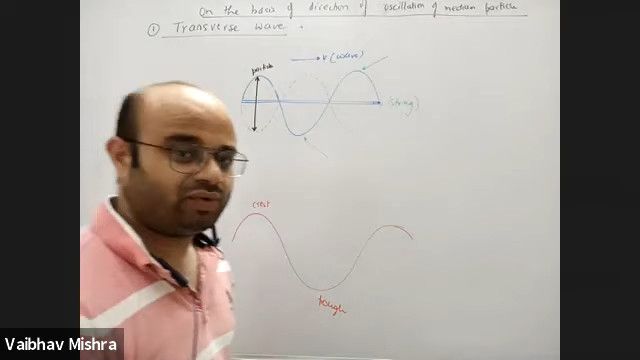 On the basis of direction of oscillation of medium particle
① Transverse wave .
v (wave)
particle
(string)
crest
trough
Vaibhav Mishra